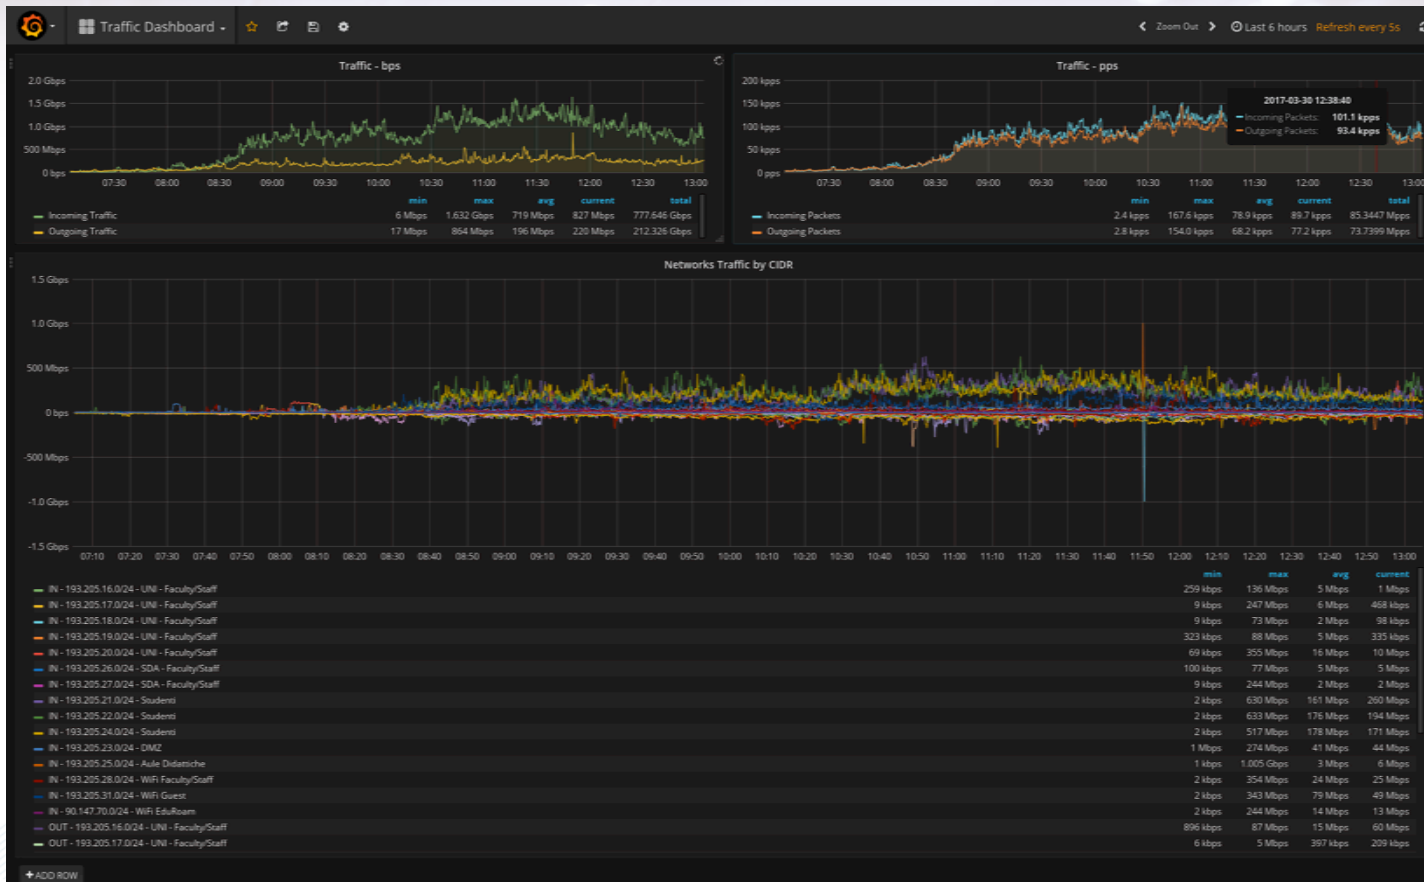 Traffic Dashboard
Zoom Out
Last 6 hours
Refresh every 5s
Traffic - bps
2.0 Gbps
1.5 Gbps
1.0 Gbps
500 Mbps
0 bps
07:30 08:00 08:30 09:00 09:30 10:00 10:30 11:00 11:30 12:00 12:30 13:00
min max avg current total
Incoming Traffic 6 Mbps 1.632 Gbps 719 Mbps 827 Mbps 777.646 Gbps
Outgoing Traffic 17 Mbps 864 Mbps 196 Mbps 220 Mbps 212.326 Gbps
Traffic - pps
200 kpps
150 kpps
100 kpps
50 kpps
0 pps
2017-03-30 12:38:40
Incoming Packets: 101.1 kpps
Outgoing Packets: 93.4 kpps
07:30 08:00 08:30 09:00 09:30 10:00 10:30 11:00 11:30 12:00 12:30 13:00
min max avg current total
Incoming Packets 2.4 kpps 167.6 kpps 78.9 kpps 89.7 kpps 85.3447 Mpps
Outgoing Packets 2.8 kpps 154.0 kpps 68.2 kpps 77.2 kpps 73.7399 Mpps
Networks Traffic by CIDR
1.5 Gbps
1.0 Gbps
500 Mbps
0 bps
-500 Mbps
-1.0 Gbps
-1.5 Gbps
07:10 07:20 07:30 07:40 07:50 08:00 08:10 08:20 08:30 08:40 08:50 09:00 09:10 09:20 09:30 09:40 09:50 10:00 10:10 10:20 10:30 10:40 10:50 11:00 11:10 11:20 11:30 11:40 11:50 12:00 12:10 12:20 12:30 12:40 12:50 13:00
min max avg current
IN - 193.205.16.0/24 - UNI - Faculty/Staff 259 kbps 136 Mbps 5 Mbps 1 Mbps
IN - 193.205.17.0/24 - UNI - Faculty/Staff 9 kbps 247 Mbps 6 Mbps 468 kbps
IN - 193.205.18.0/24 - UNI - Faculty/Staff 9 kbps 73 Mbps 2 Mbps 98 kbps
IN - 193.205.19.0/24 - UNI - Faculty/Staff 323 kbps 88 Mbps 5 Mbps 335 kbps
IN - 193.205.20.0/24 - UNI - Faculty/Staff 69 kbps 355 Mbps 16 Mbps 10 Mbps
IN - 193.205.26.0/24 - SDA - Faculty/Staff 100 kbps 77 Mbps 5 Mbps 5 Mbps
IN - 193.205.27.0/24 - SDA - Faculty/Staff 9 kbps 244 Mbps 2 Mbps 2 Mbps
IN - 193.205.21.0/24 - Studenti 2 kbps 630 Mbps 161 Mbps 260 Mbps
IN - 193.205.22.0/24 - Studenti 2 kbps 633 Mbps 176 Mbps 194 Mbps
IN - 193.205.24.0/24 - Studenti 2 kbps 517 Mbps 178 Mbps 171 Mbps
IN - 193.205.23.0/24 - DMZ 1 Mbps 274 Mbps 41 Mbps 44 Mbps
IN - 193.205.25.0/24 - Aule Didattiche 1 kbps 1.005 Gbps 3 Mbps 6 Mbps
IN - 193.205.28.0/24 - WiFi Faculty/Staff 2 kbps 354 Mbps 24 Mbps 25 Mbps
IN - 193.205.31.0/24 - WiFi Guest 2 kbps 343 Mbps 79 Mbps 49 Mbps
IN - 90.147.70.0/24 - WiFi EduRoam 2 kbps 244 Mbps 14 Mbps 13 Mbps
OUT - 193.205.16.0/24 - UNI - Faculty/Staff 896 kbps 87 Mbps 15 Mbps 60 Mbps
OUT - 193.205.17.0/24 - UNI - Faculty/Staff 6 kbps 5 Mbps 397 kbps 209 kbps
+ ADD ROW